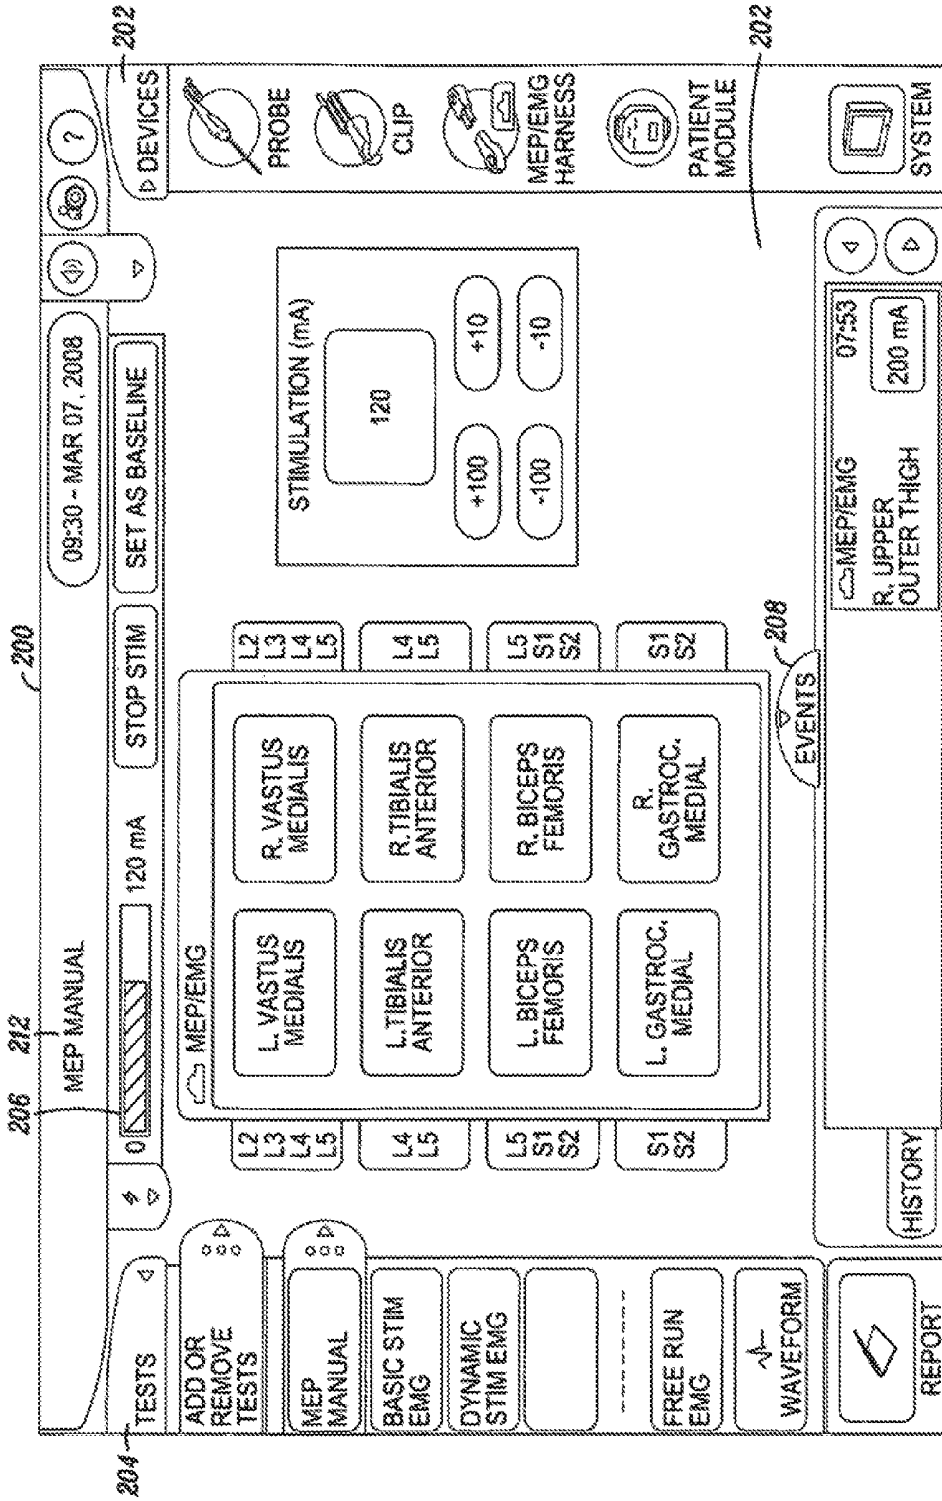 200
212
206
204
202
MEP MANUAL
09:30 - MAR 07, 2008
?
TESTS
0
120 mA
STOP STIM
SET AS BASELINE
DEVICES
ADD OR
REMOVE
TESTS
MEP
MANUAL
BASIC STIM
EMG
DYNAMIC
STIM EMG
FREE RUN
EMG
WAVEFORM
REPORT
MEP/EMG
L2
L3
L4
L5
L. VASTUS
MEDIALIS
R. VASTUS
MEDIALIS
L2
L3
L4
L5
L4
L5
L.TIBIALIS
ANTERIOR
R.TIBIALIS
ANTERIOR
L4
L5
L5
S1
S2
L. BICEPS
FEMORIS
R. BICEPS
FEMORIS
L5
S1
S2
S1
S2
L. GASTROC.
MEDIAL
R.
GASTROC.
MEDIAL
S1
S2
STIMULATION (mA)
120
+100
+10
-100
-10
PROBE
CLIP
MEP/EMG
HARNESS
PATIENT
MODULE
SYSTEM
202
208
EVENTS
HISTORY
MEP/EMG
07:53
R. UPPER
OUTER THIGH
200 mA